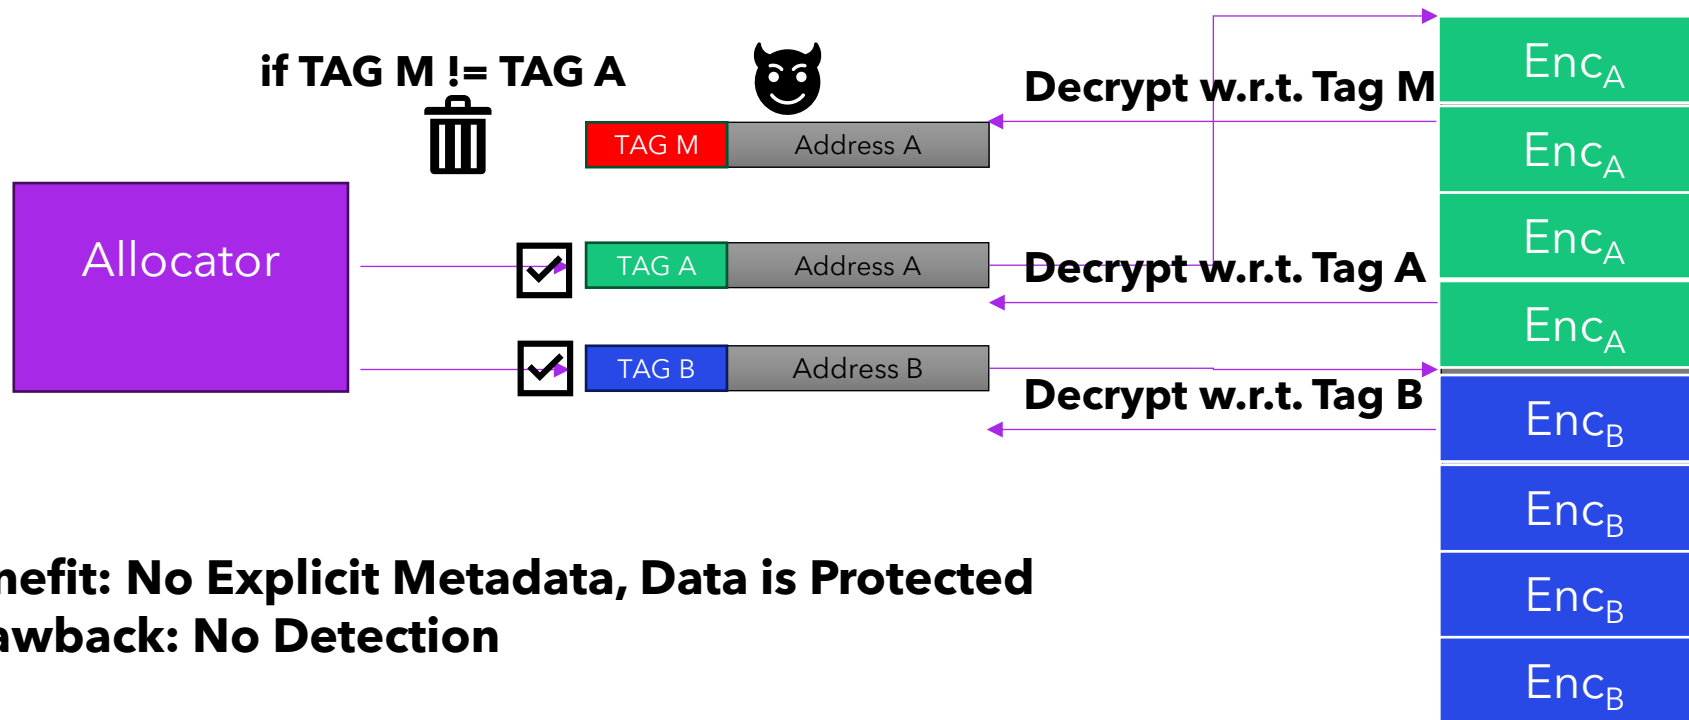 if TAG M != TAG A
Decrypt w.r.t. Tag M
TAG M Address A
Allocator
TAG A Address A
Decrypt w.r.t. Tag A
TAG B Address B
Decrypt w.r.t. Tag B
EncA
EncA
EncA
EncA
EncB
EncB
EncB
EncB
nefit: No Explicit Metadata, Data is Protected
awback: No Detection